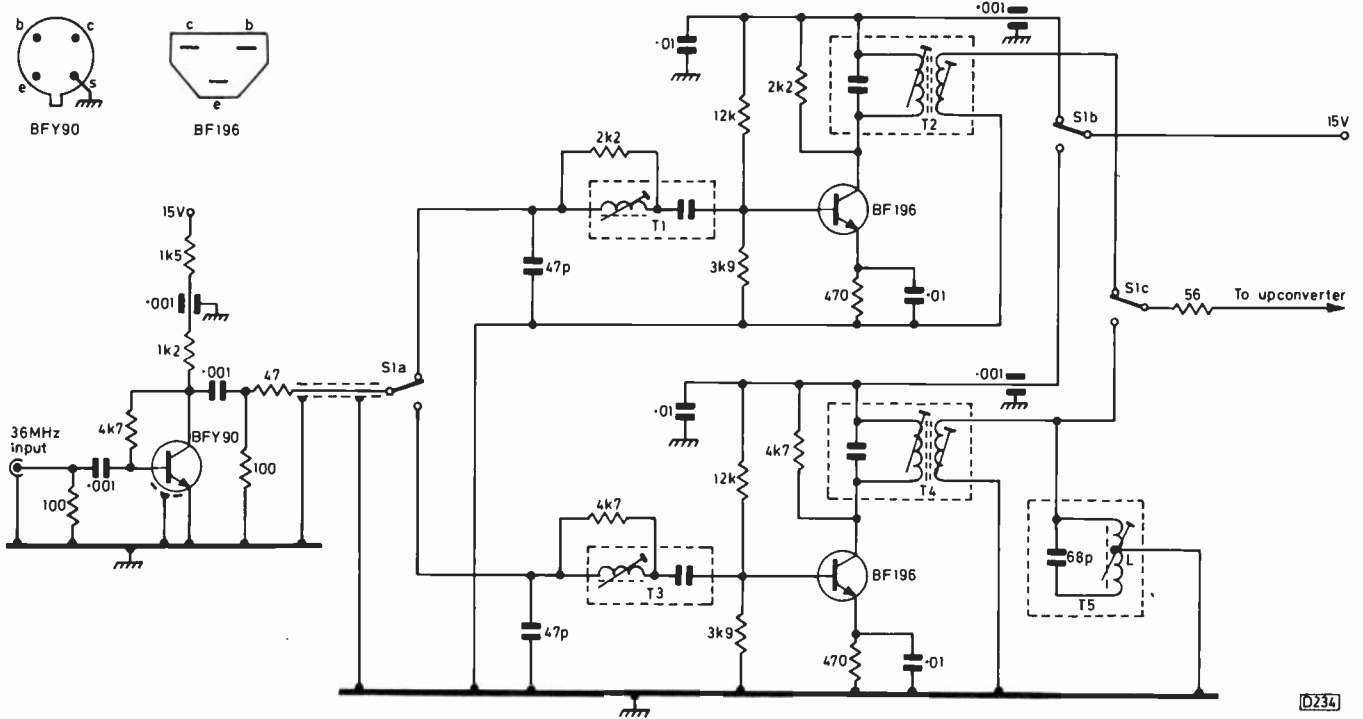 b
c
e
s
BFY90
c
b
e
BF196
15V
1k5
·001
1k2
·001
47
4k7
BFY90
36MHz
input
·001
100
100
S1a
·01
12k
2k2
T2
·001
S1b
15V
2k2
T1
47p
BF196
3k9
470
·01
S1c
56
To upconverter
·01
12k
4k7
T4
·001
4k7
T3
47p
BF196
3k9
470
·01
68p
L
T5
D234